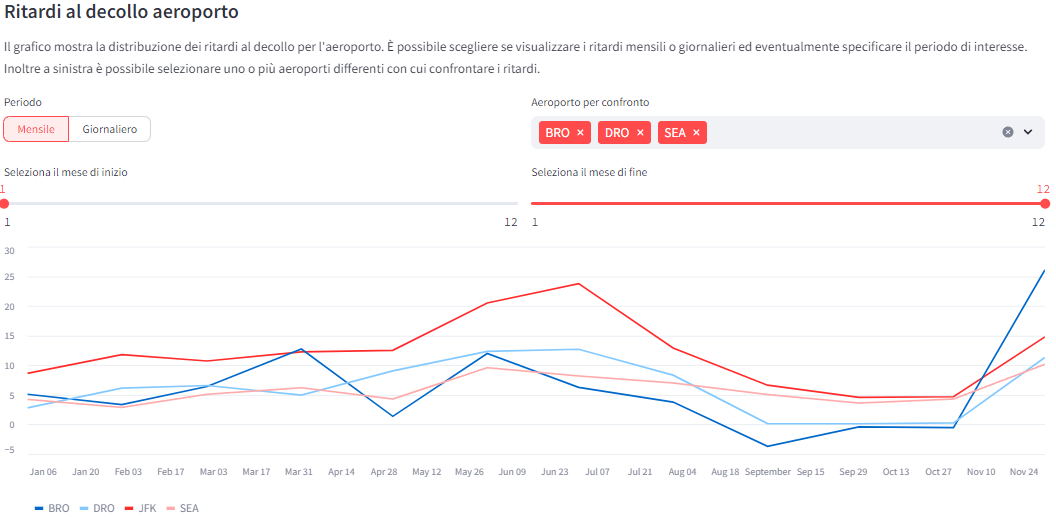 Ritardi al decollo aeroporto
Il grafico mostra la distribuzione dei ritardi al decollo per l'aeroporto. È possibile scegliere se visualizzare i ritardi mensili o giornalieri ed eventualmente specificare il periodo di interesse.
Inoltre a sinistra è possibile selezionare uno o più aeroporti differenti con cui confrontare i ritardi.
Periodo
Aeroporto per confronto
Mensile Giornaliero
BRO × DRO × SEA ×
Seleziona il mese di inizio
Seleziona il mese di fine
1
12
1 12
1 12
30
25
20
15
10
5
0
−5
Jan 06 Jan 20 Feb 03 Feb 17 Mar 03 Mar 17 Mar 31 Apr 14 Apr 28 May 12 May 26 Jun 09 Jun 23 Jul 07 Jul 21 Aug 04 Aug 18 September Sep 15 Sep 29 Oct 13 Oct 27 Nov 10 Nov 24
BRO DRO JFK SEA